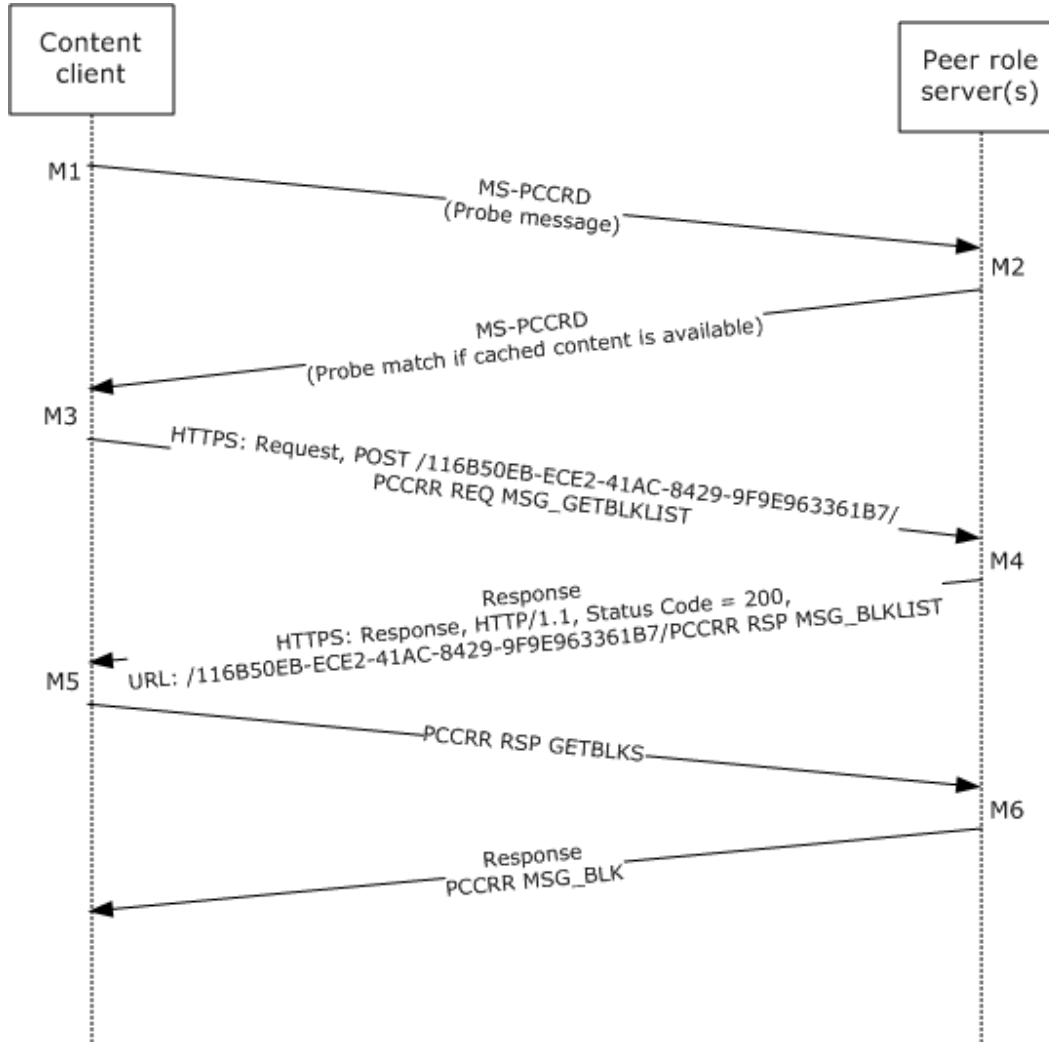 Content
client
Peer role
server(s)
M1
MS-PCCRD
(Probe message)
M2
MS-PCCRD
(Probe match if cached content is available)
M3
HTTPS: Request, POST /116B50EB-ECE2-41AC-8429-9F9E963361B7/
PCCRR REQ MSG_GETBLKLIST
M4
Response
HTTPS: Response, HTTP/1.1, Status Code = 200,
URL: /116B50EB-ECE2-41AC-8429-9F9E963361B7/PCCRR RSP MSG_BLKLIST
M5
PCCRR RSP GETBLKS
M6
Response
PCCRR MSG_BLK